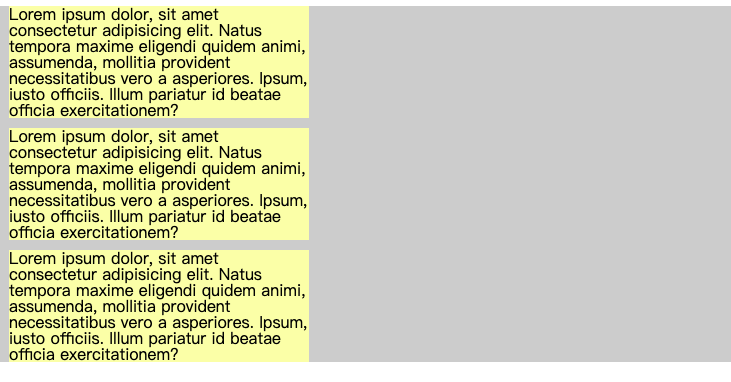 Lorem ipsum dolor, sit amet
consectetur adipisicing elit. Natus
tempora maxime eligendi quidem animi,
assumenda, mollitia provident
necessitatibus vero a asperiores. Ipsum,
iusto officiis. Illum pariatur id beatae
officia exercitationem?
Lorem ipsum dolor, sit amet
consectetur adipisicing elit. Natus
tempora maxime eligendi quidem animi,
assumenda, mollitia provident
necessitatibus vero a asperiores. Ipsum,
iusto officiis. Illum pariatur id beatae
officia exercitationem?
Lorem ipsum dolor, sit amet
consectetur adipisicing elit. Natus
tempora maxime eligendi quidem animi,
assumenda, mollitia provident
necessitatibus vero a asperiores. Ipsum,
iusto officiis. Illum pariatur id beatae
officia exercitationem?